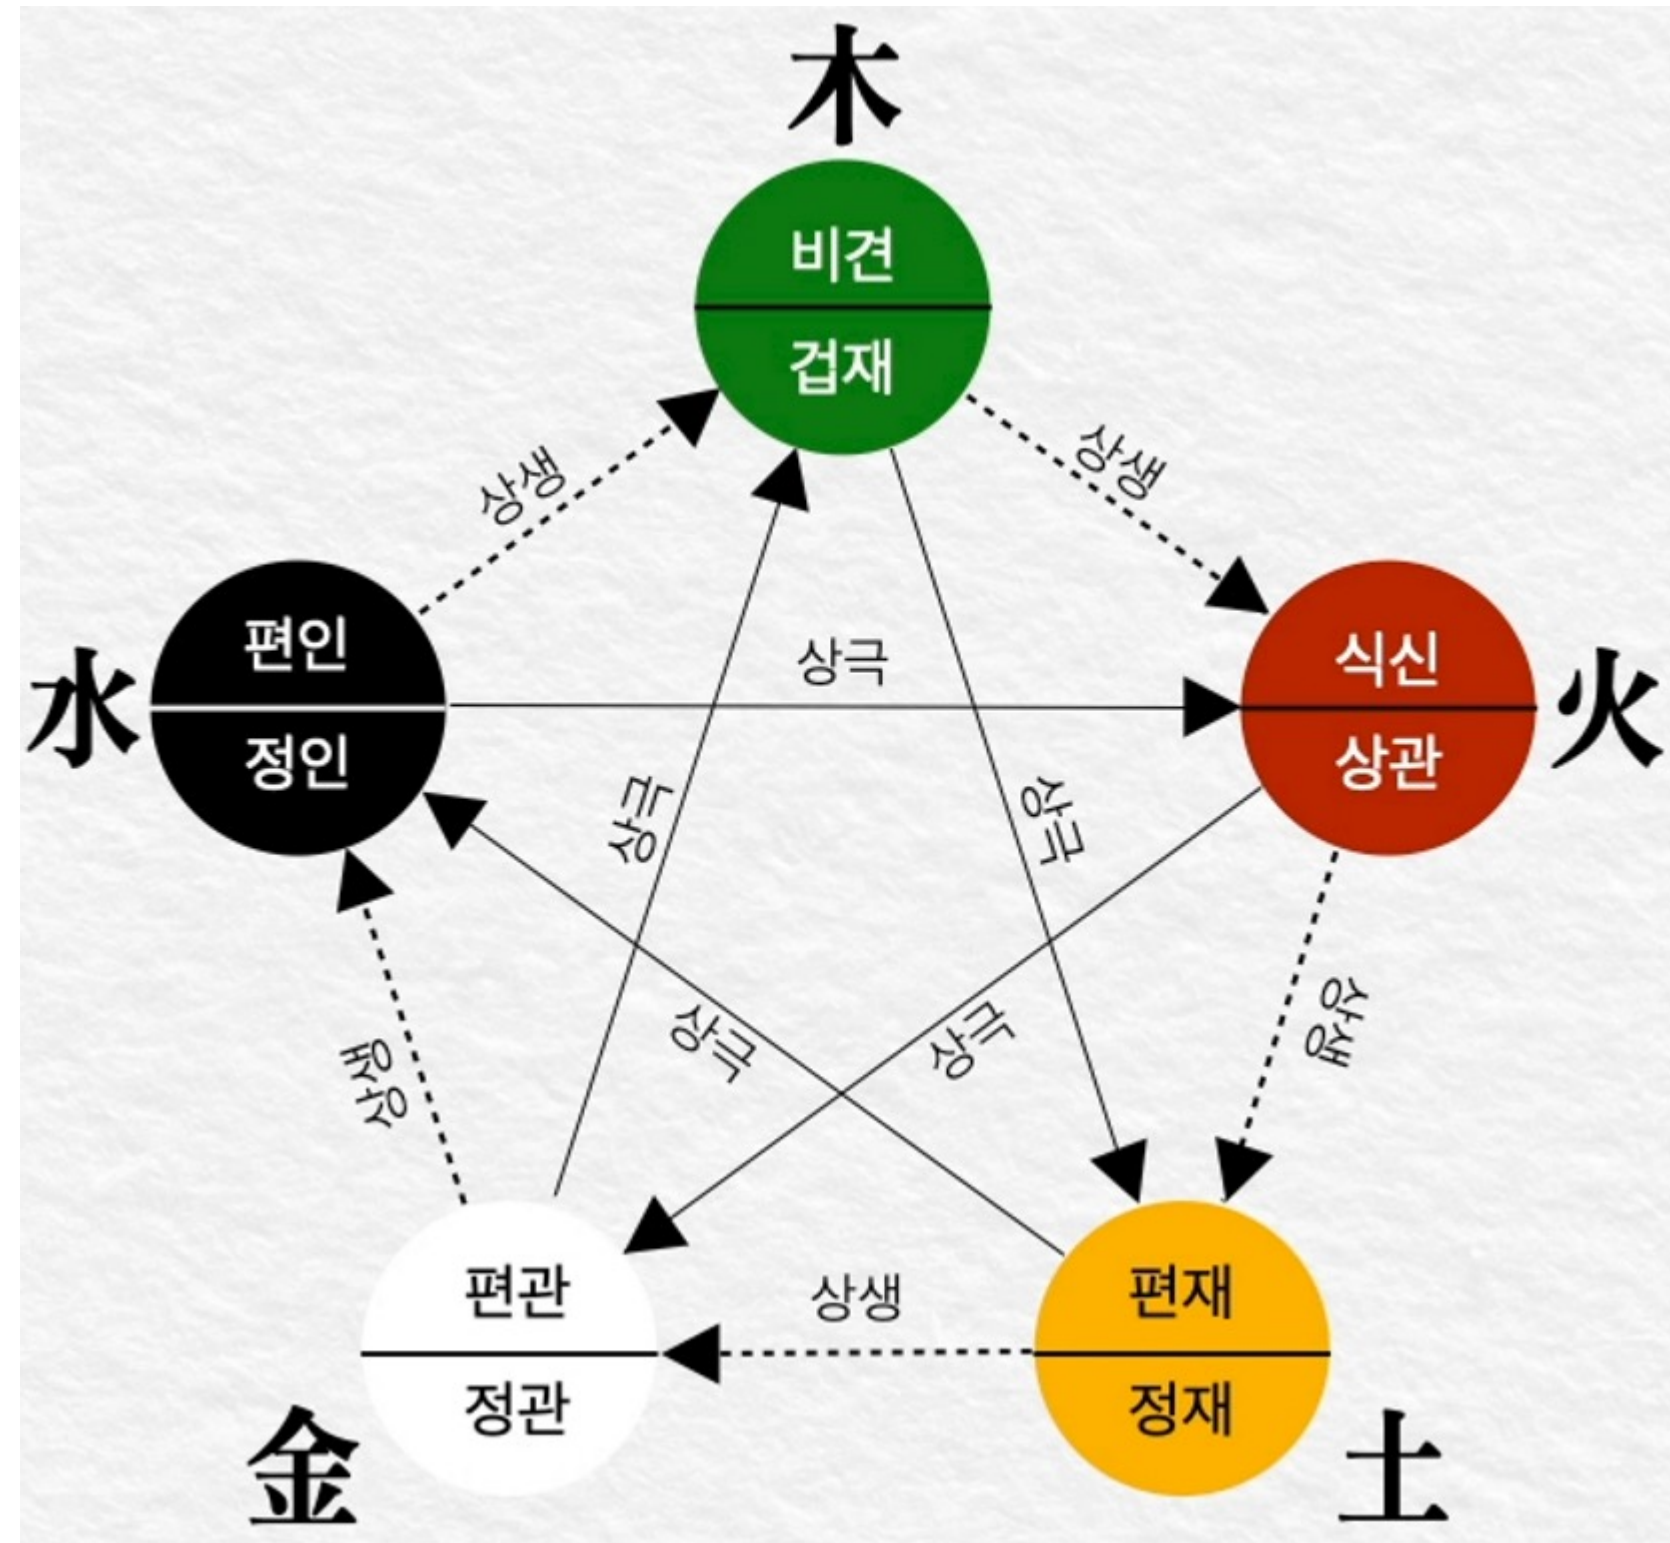 木
비견
겁재
상생
상생
水
편인
정인
상극
식신
상관
火
상극
상극
상생
상극
상극
상생
편관
정관
상생
편재
정재
金
土